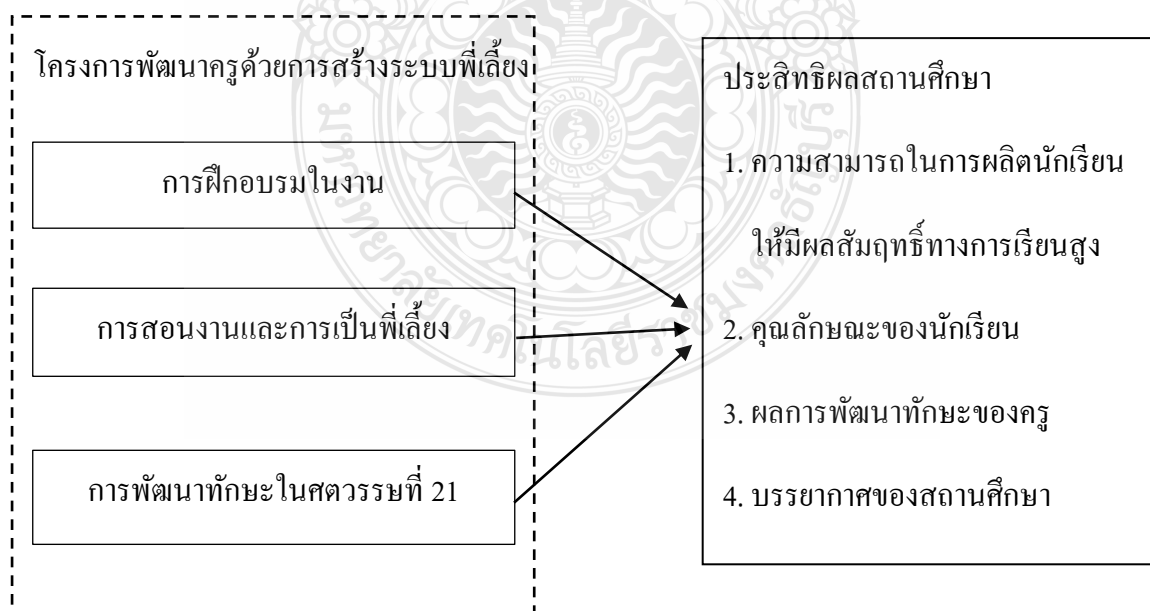 โครงการพัฒนาครูด้วยการสร้างระบบพี่เลี้ยง
การฝึกอบรมในงาน
การสอนงานและการเป็นพี่เลี้ยง
การพัฒนาทักษะในศตวรรษที่ 21
ประสิทธิผลสถานศึกษา
1. ความสามารถในการผลิตนักเรียน
ให้มีผลสัมฤทธิ์ทางการเรียนสูง
2. คุณลักษณะของนักเรียน
3. ผลการพัฒนาทักษะของครู
4. บรรยากาศของสถานศึกษา